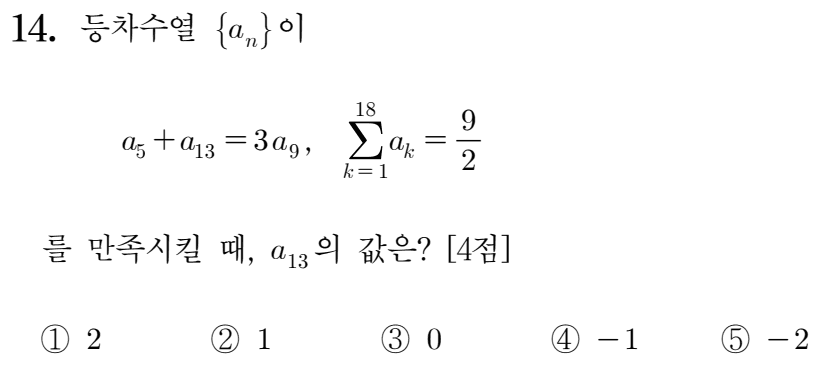 14. 등차수열 {aₙ}이
a₅ + a₁₃ = 3a₉, ∑_{k=1}^{18} aₖ = 9/2
를 만족시킬 때, a₁₃의 값은? [4점]
① 2 ② 1 ③ 0 ④ −1 ⑤ −2